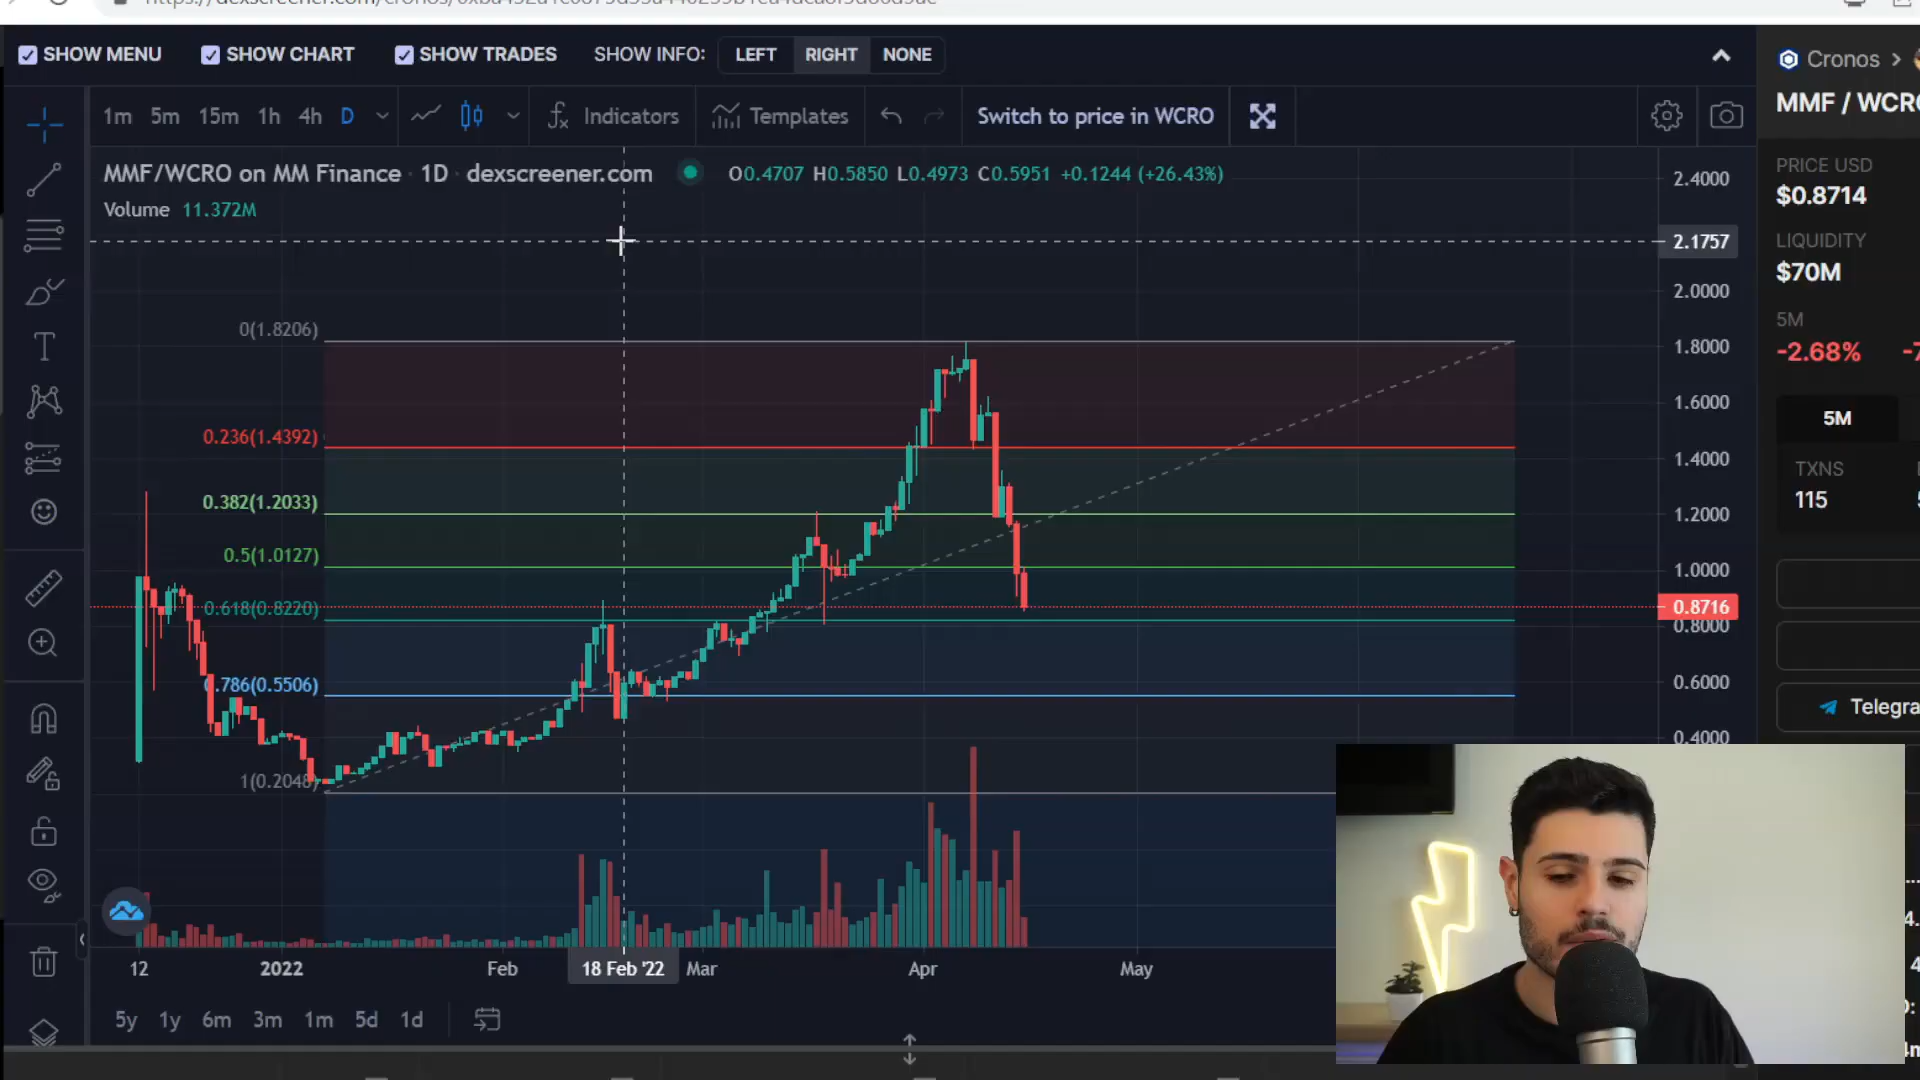 SHOW MENU SHOW CHART SHOW TRADES SHOW INFO: LEFT RIGHT NONE
Cronos >
MMF / WCRO
1m 5m 15m 1h 4h D Indicators Templates Switch to price in WCRO
MMF/WCRO on MM Finance · 1D · dexscreener.com O0.4707 H0.5850 L0.4973 C0.5951 +0.1244 (+26.43%)
Volume 11.372M
PRICE USD
$0.8714
LIQUIDITY
$70M
5M
-2.68%
5M
TXNS
115
Telegra
2.4000
2.1757
2.0000
1.8000
1.6000
1.4000
1.2000
1.0000
0.8716
0.8000
0.6000
0.4000
0(1.8206)
0.236(1.4392)
0.382(1.2033)
0.5(1.0127)
0.618(0.8220)
0.786(0.5506)
1(0.2048)
12 2022 Feb 18 Feb '22 Mar Apr May
5y 1y 6m 3m 1m 5d 1d